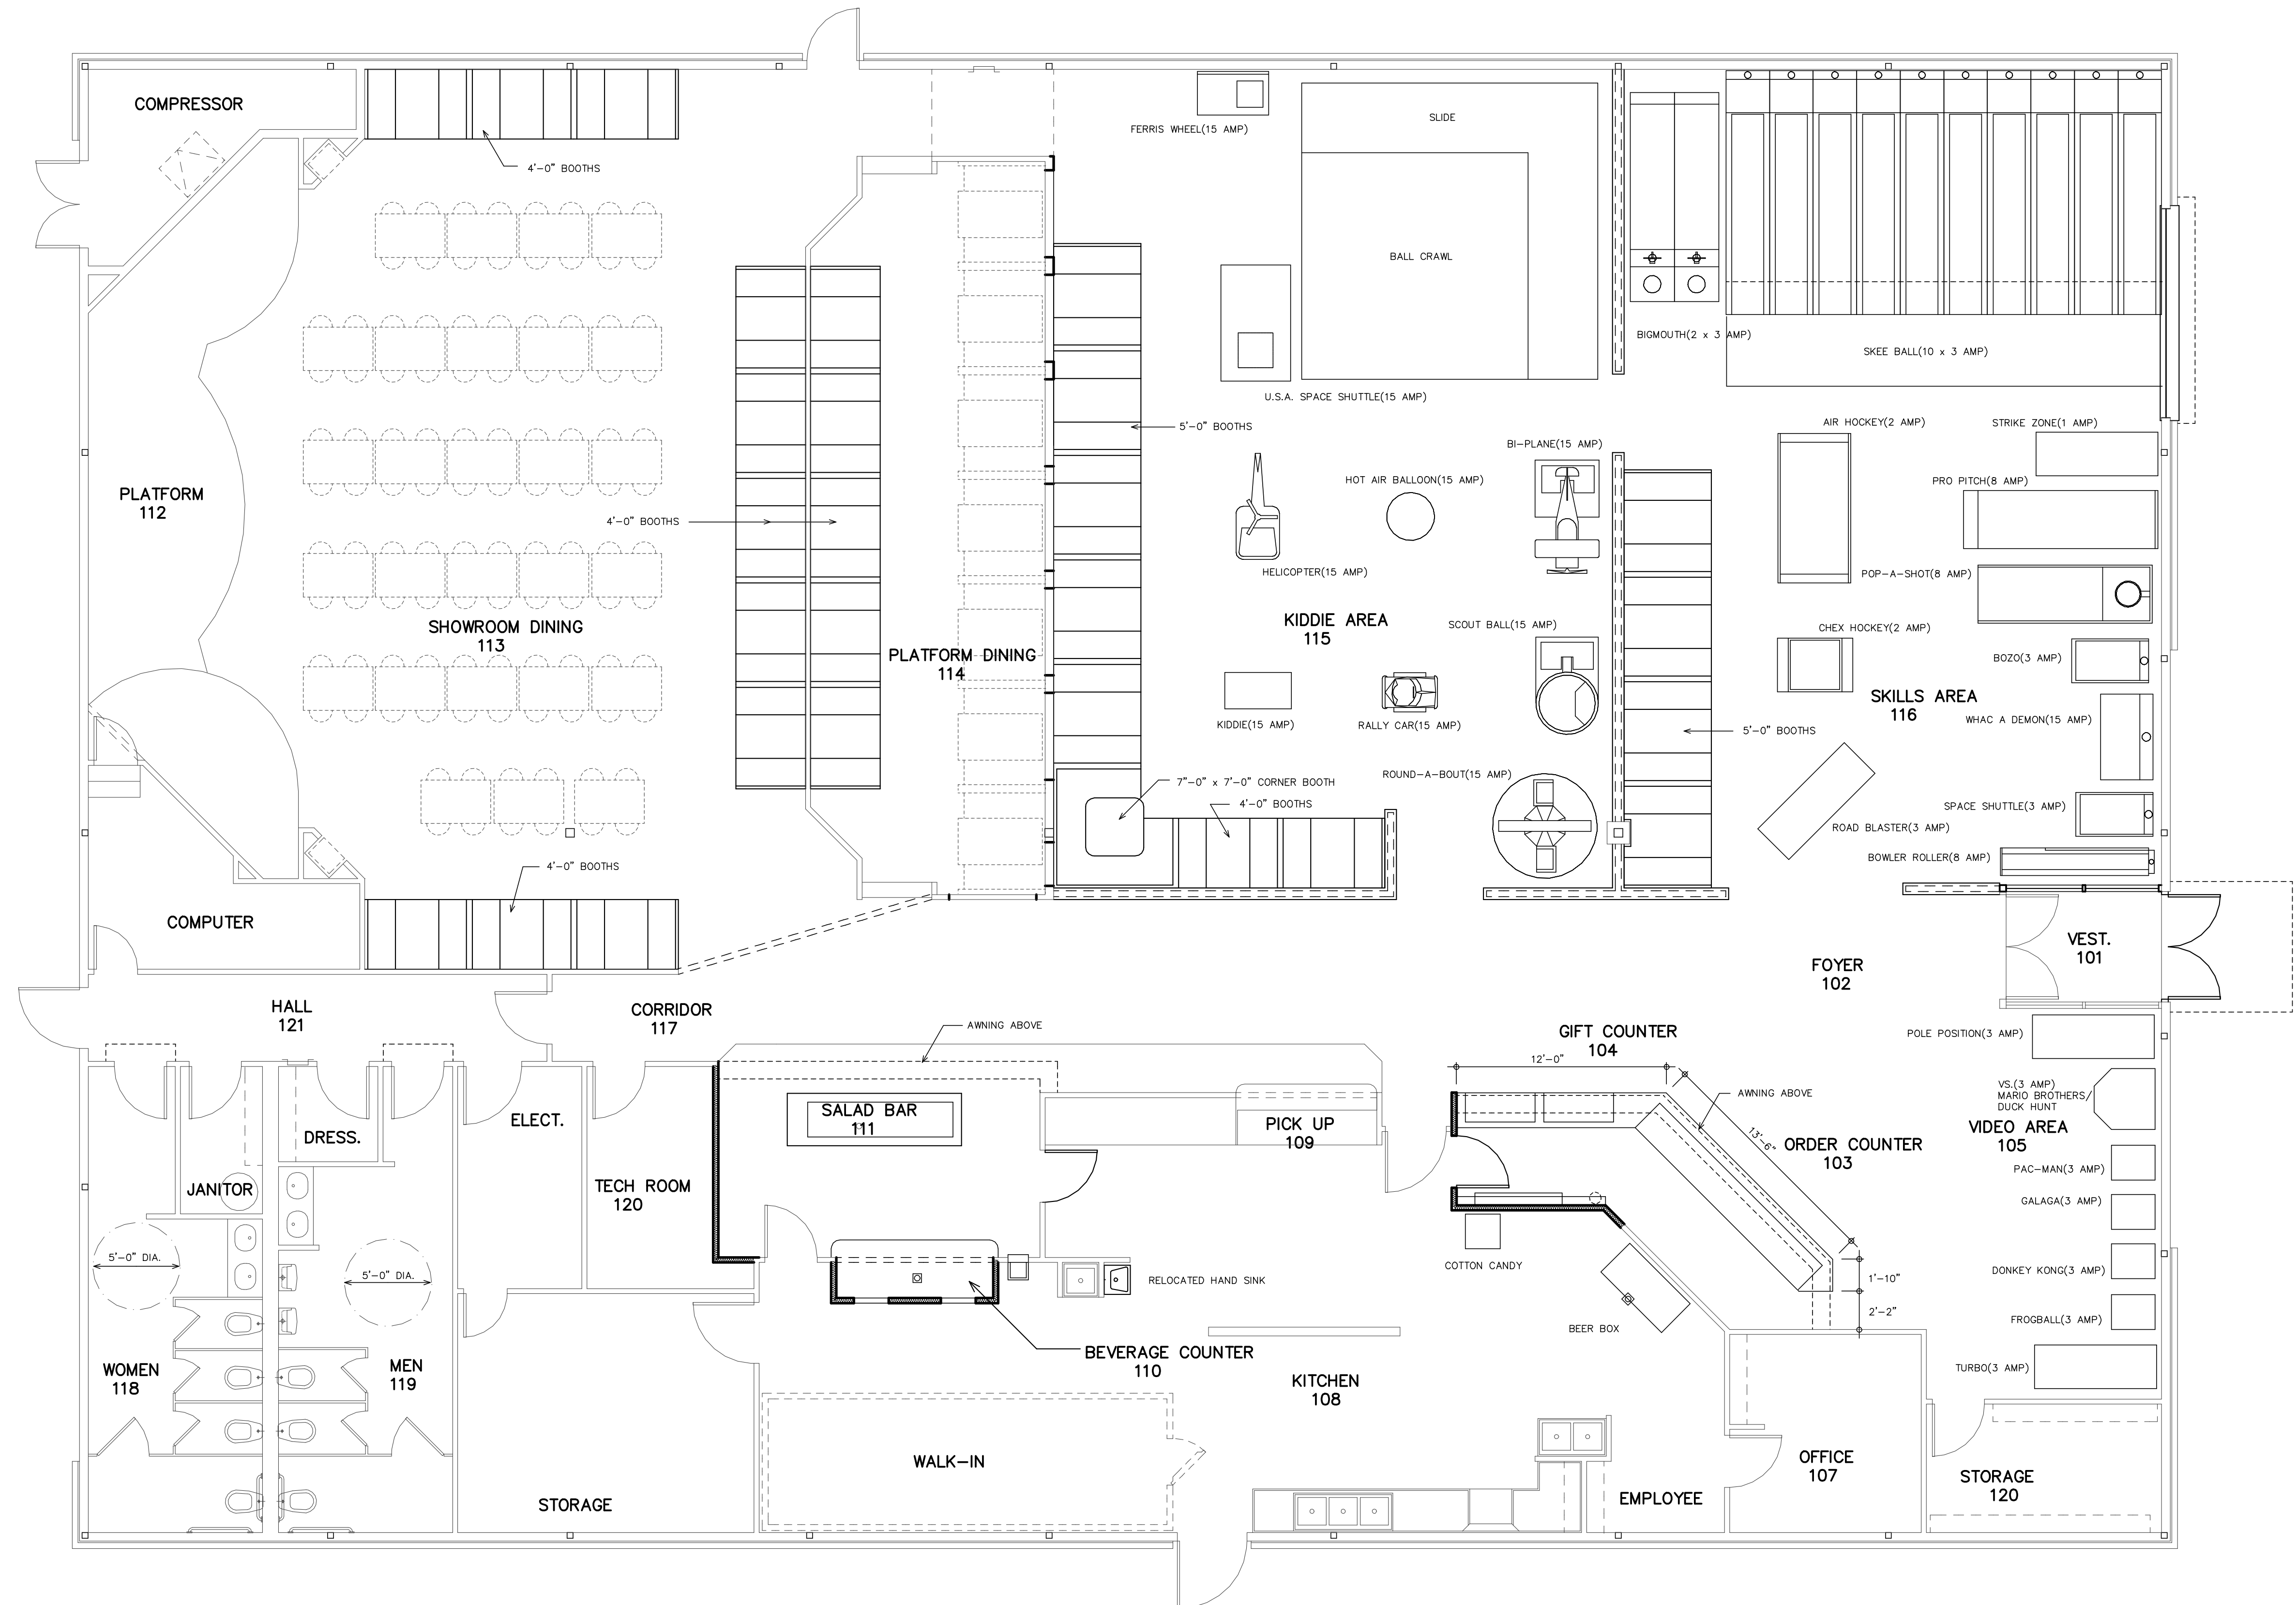 COMPRESSOR
4'-0" BOOTHS
FERRIS WHEEL(15 AMP)
SLIDE
BALL CRAWL
BIGMOUTH(2 x 3 AMP)
SKEE BALL(10 x 3 AMP)
U.S.A. SPACE SHUTTLE(15 AMP)
5'-0" BOOTHS
AIR HOCKEY(2 AMP)
STRIKE ZONE(1 AMP)
BI-PLANE(15 AMP)
HOT AIR BALLOON(15 AMP)
PRO PITCH(8 AMP)
PLATFORM
112
4'-0" BOOTHS
HELICOPTER(15 AMP)
POP-A-SHOT(8 AMP)
SHOWROOM DINING
113
KIDDIE AREA
115
SCOUT BALL(15 AMP)
CHEX HOCKEY(2 AMP)
PLATFORM DINING
114
BOZO(3 AMP)
SKILLS AREA
116
WHAC A DEMON(15 AMP)
KIDDIE(15 AMP)
RALLY CAR(15 AMP)
5'-0" BOOTHS
ROUND-A-BOUT(15 AMP)
7"-0" x 7'-0" CORNER BOOTH
4'-0" BOOTHS
SPACE SHUTTLE(3 AMP)
ROAD BLASTER(3 AMP)
BOWLER ROLLER(8 AMP)
4'-0" BOOTHS
COMPUTER
VEST.
101
FOYER
102
HALL
121
CORRIDOR
117
AWNING ABOVE
GIFT COUNTER
104
12'-0"
POLE POSITION(3 AMP)
AWNING ABOVE
VS.(3 AMP)
MARIO BROTHERS/
DUCK HUNT
SALAD BAR
111
PICK UP
109
ELECT.
DRESS.
13'-6"
ORDER COUNTER
103
VIDEO AREA
105
PAC-MAN(3 AMP)
JANITOR
TECH ROOM
120
GALAGA(3 AMP)
5'-0" DIA.
5'-0" DIA.
RELOCATED HAND SINK
COTTON CANDY
DONKEY KONG(3 AMP)
1'-10"
2'-2"
FROGBALL(3 AMP)
BEER BOX
BEVERAGE COUNTER
110
WOMEN
118
MEN
119
KITCHEN
108
TURBO(3 AMP)
WALK-IN
OFFICE
107
STORAGE
120
STORAGE
EMPLOYEE